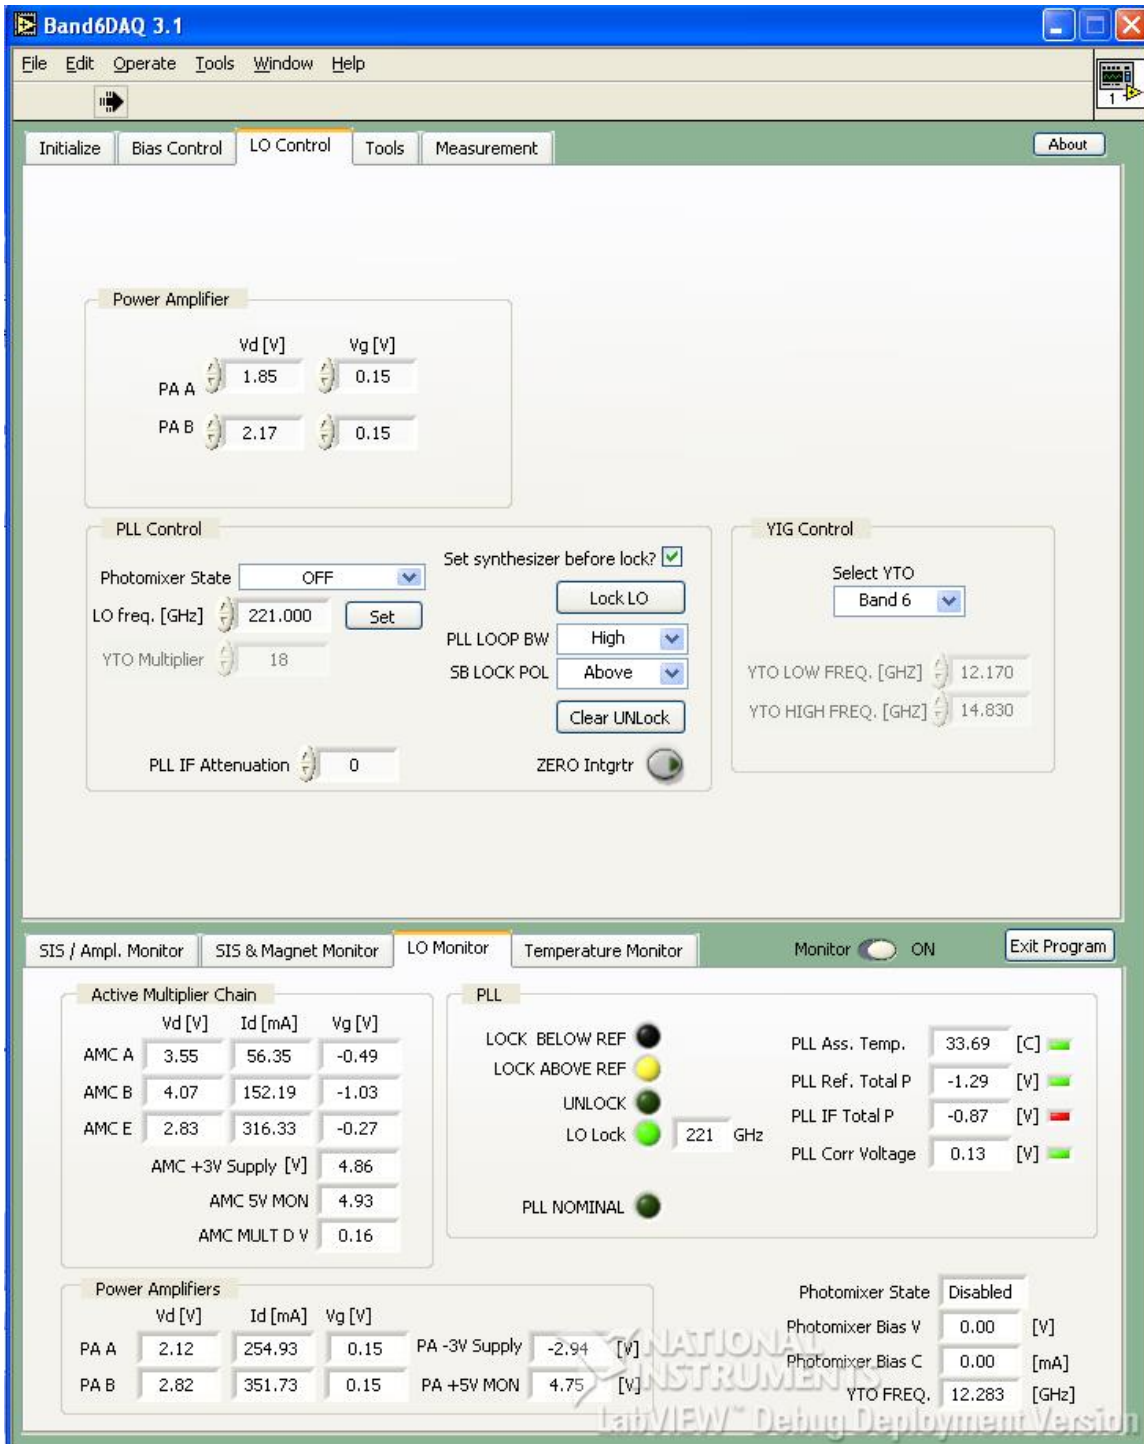 Band6DAQ 3.1
File Edit Operate Tools Window Help
1
Initialize Bias Control LO Control Tools Measurement About
Power Amplifier
Vd [V] Vg [V]
PA A 1.85 0.15
PA B 2.17 0.15
PLL Control
Set synthesizer before lock?
Photomixer State OFF
Lock LO
LO freq. [GHz] 221.000 Set
PLL LOOP BW High
YTO Multiplier 18
SB LOCK POL Above
Clear UNLock
PLL IF Attenuation 0
ZERO Intgrtr
YIG Control
Select YTO
Band 6
YTO LOW FREQ. [GHZ] 12.170
YTO HIGH FREQ. [GHZ] 14.830
SIS / Ampl. Monitor SIS & Magnet Monitor LO Monitor Temperature Monitor Monitor ON Exit Program
Active Multiplier Chain
Vd [V] Id [mA] Vg [V]
AMC A 3.55 56.35 -0.49
AMC B 4.07 152.19 -1.03
AMC E 2.83 316.33 -0.27
AMC +3V Supply [V] 4.86
AMC 5V MON 4.93
AMC MULT D V 0.16
PLL
LOCK BELOW REF
LOCK ABOVE REF
UNLOCK
LO Lock 221 GHz
PLL NOMINAL
PLL Ass. Temp. 33.69 [C]
PLL Ref. Total P -1.29 [V]
PLL IF Total P -0.87 [V]
PLL Corr Voltage 0.13 [V]
Power Amplifiers
Vd [V] Id [mA] Vg [V]
PA A 2.12 254.93 0.15 PA -3V Supply -2.94 [V]
PA B 2.82 351.73 0.15 PA +5V MON 4.75 [V]
Photomixer State Disabled
Photomixer Bias V 0.00 [V]
Photomixer Bias C 0.00 [mA]
YTO FREQ. 12.283 [GHz]
NATIONAL
INSTRUMENTS
LabVIEW™ Debug Deployment Version